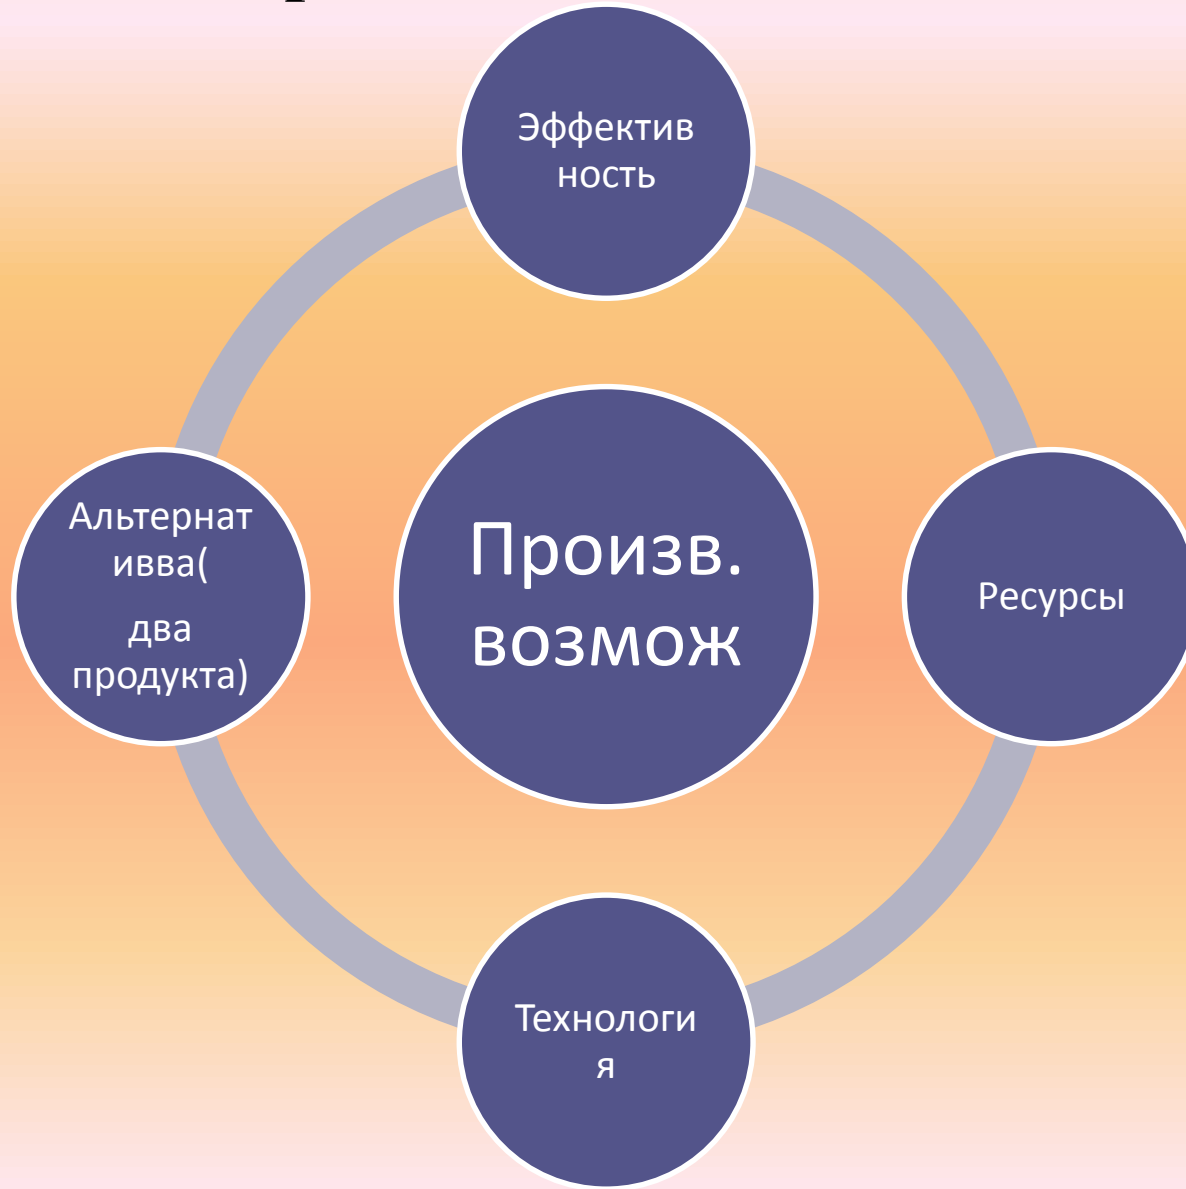 Эффектив
ность
Альтернат
ивва(
два
продукта)
Произв.
возмож
Ресурсы
Технологи
я